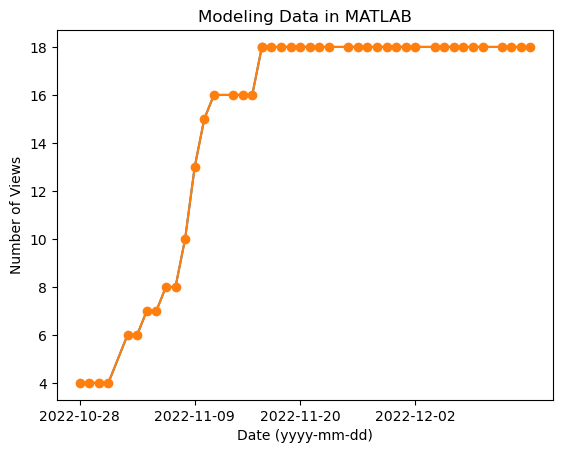 Modeling Data in MATLAB
Number of Views
18
16
14
12
10
8
6
4
2022-10-28 2022-11-09 2022-11-20 2022-12-02
Date (yyyy-mm-dd)